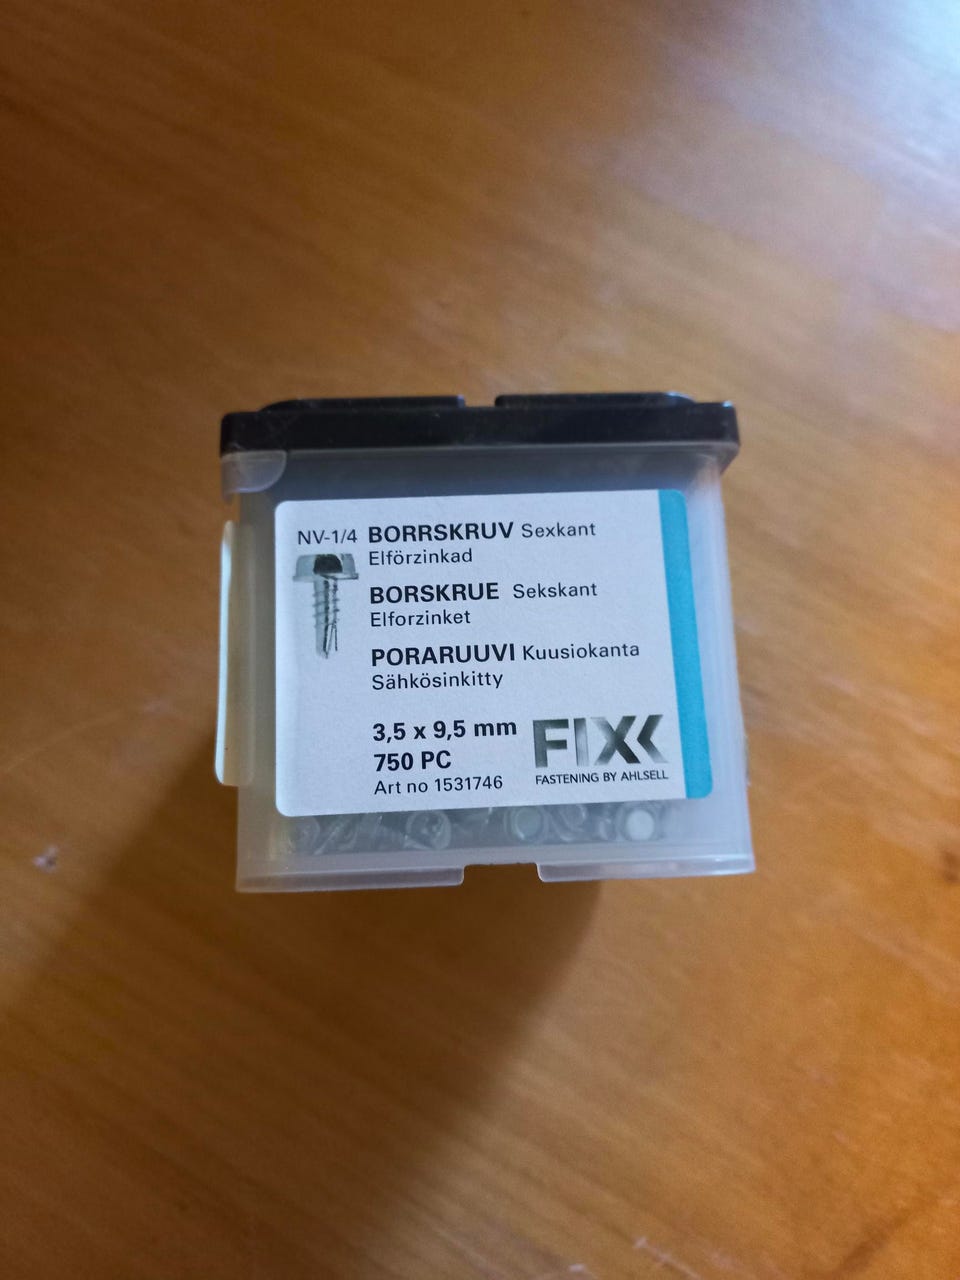 NV-1/4 BORRSKRUV Sexkant
Elförzinkad
BORSKRUE Sekskant
Elforzinket
PORARUUVI Kuusiokanta
Sähkösinkitty
3,5 x 9,5 mm
750 PC
Art no 1531746
FIXX
FASTENING BY AHLSELL